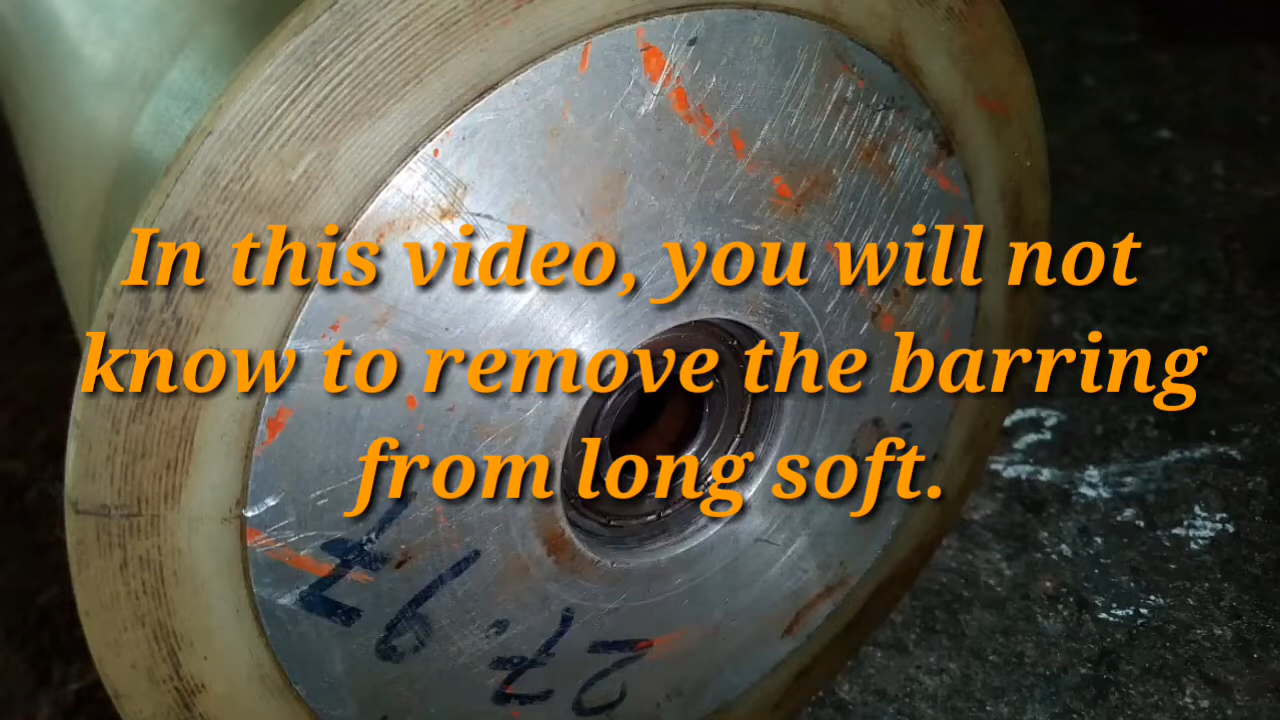 In this video, you will not
know to remove the barring
from long soft.